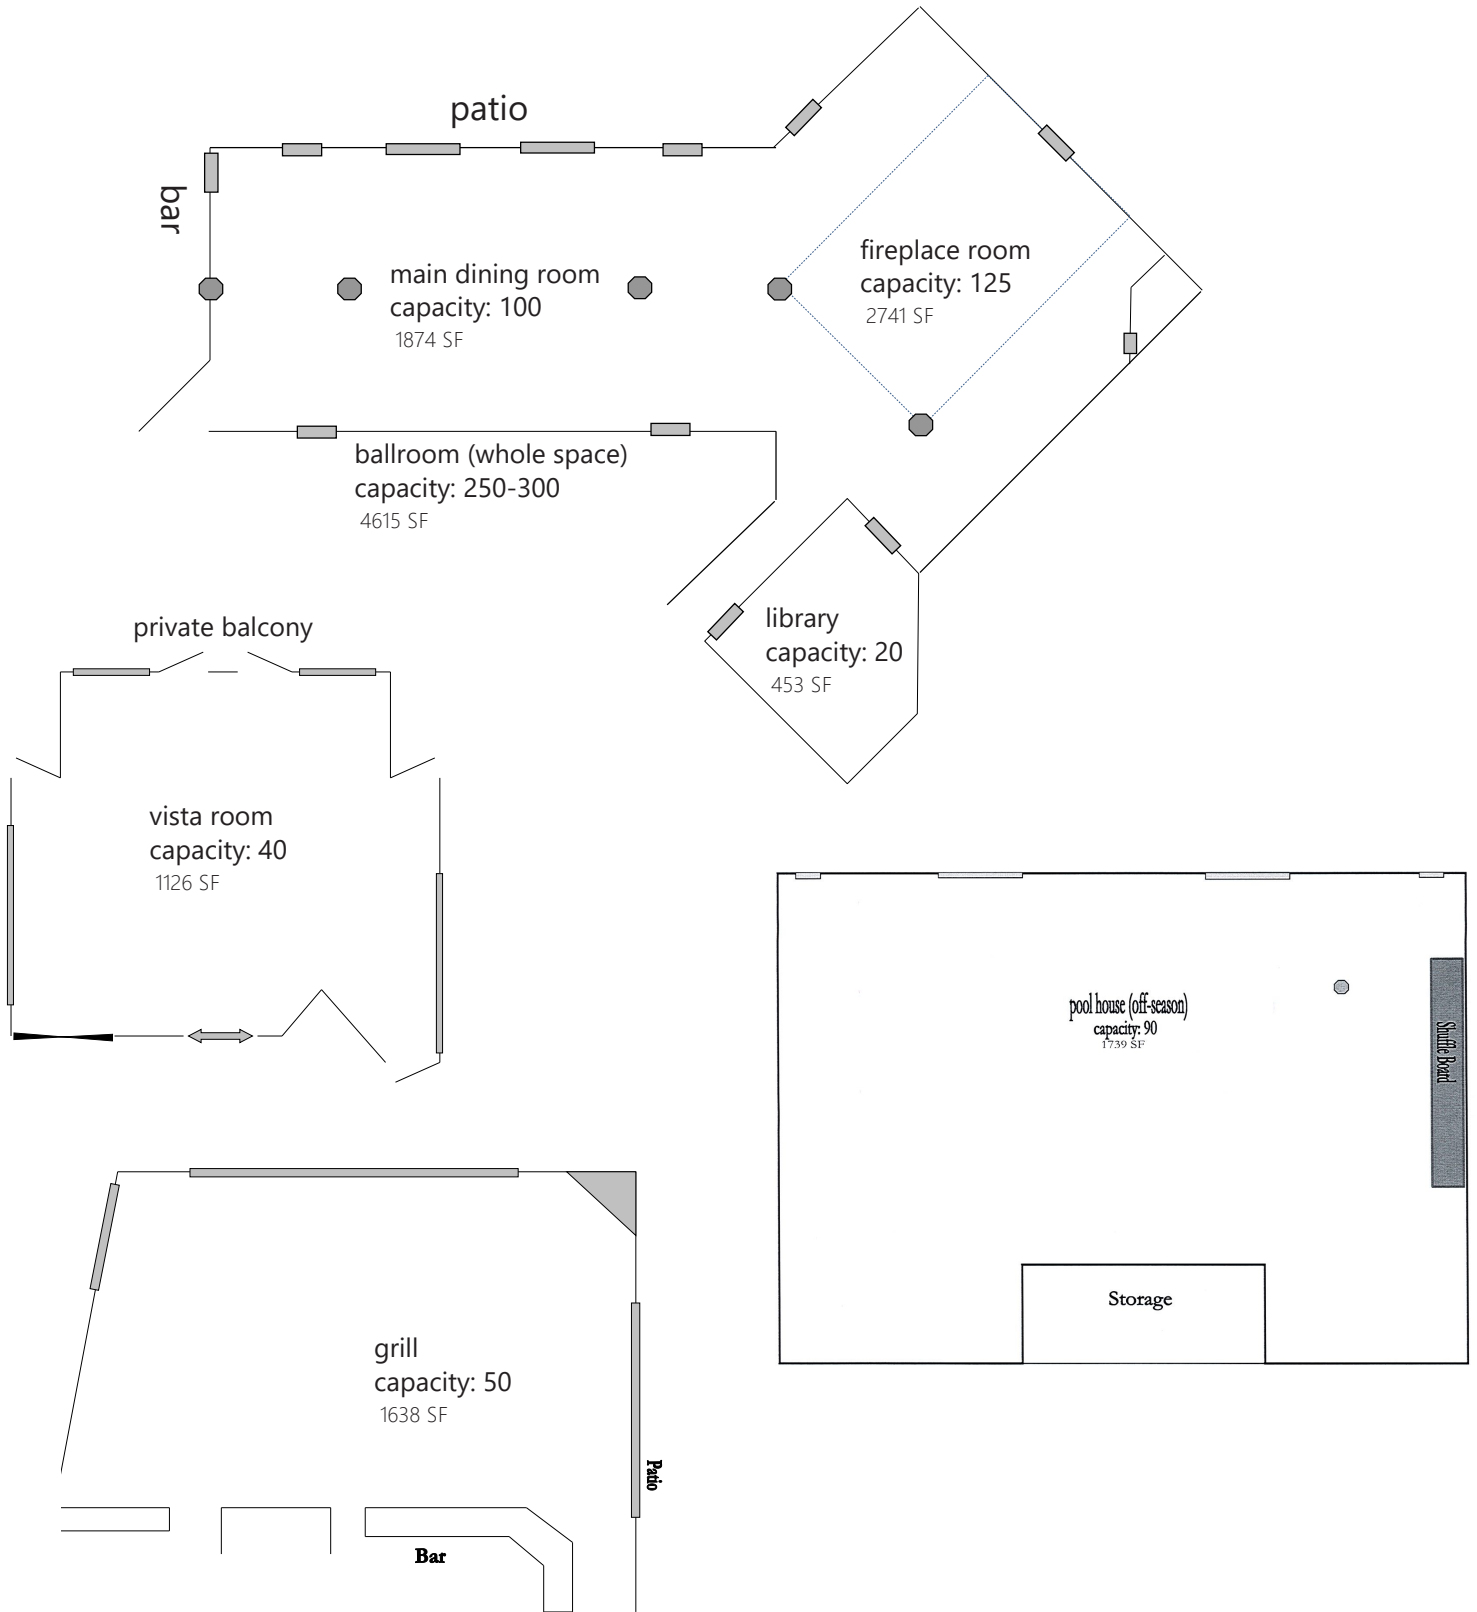 patio
bar
main dining room
capacity: 100
1874 SF
fireplace room
capacity: 125
2741 SF
ballroom (whole space)
capacity: 250-300
4615 SF
library
capacity: 20
453 SF
private balcony
vista room
capacity: 40
1126 SF
pool house (off-season)
capacity: 90
1739 SF
Shuffle Board
Storage
grill
capacity: 50
1638 SF
Patio
Bar